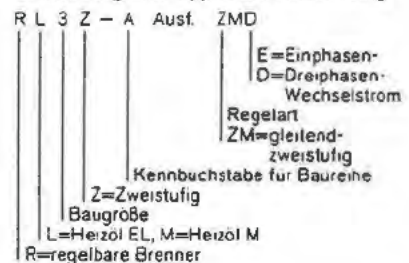 R L 3 Z – A Ausf. ZMD
E=Einphasen-
D=Dreiphasen-
Wechselstrom
Regelart
ZM=gleitend-
zweistufig
Kennbuchstabe für Baureihe
Z=Zweistufig
Baugröße
L=Heizöl EL, M=Heizöl M
R=regelbare Brenner